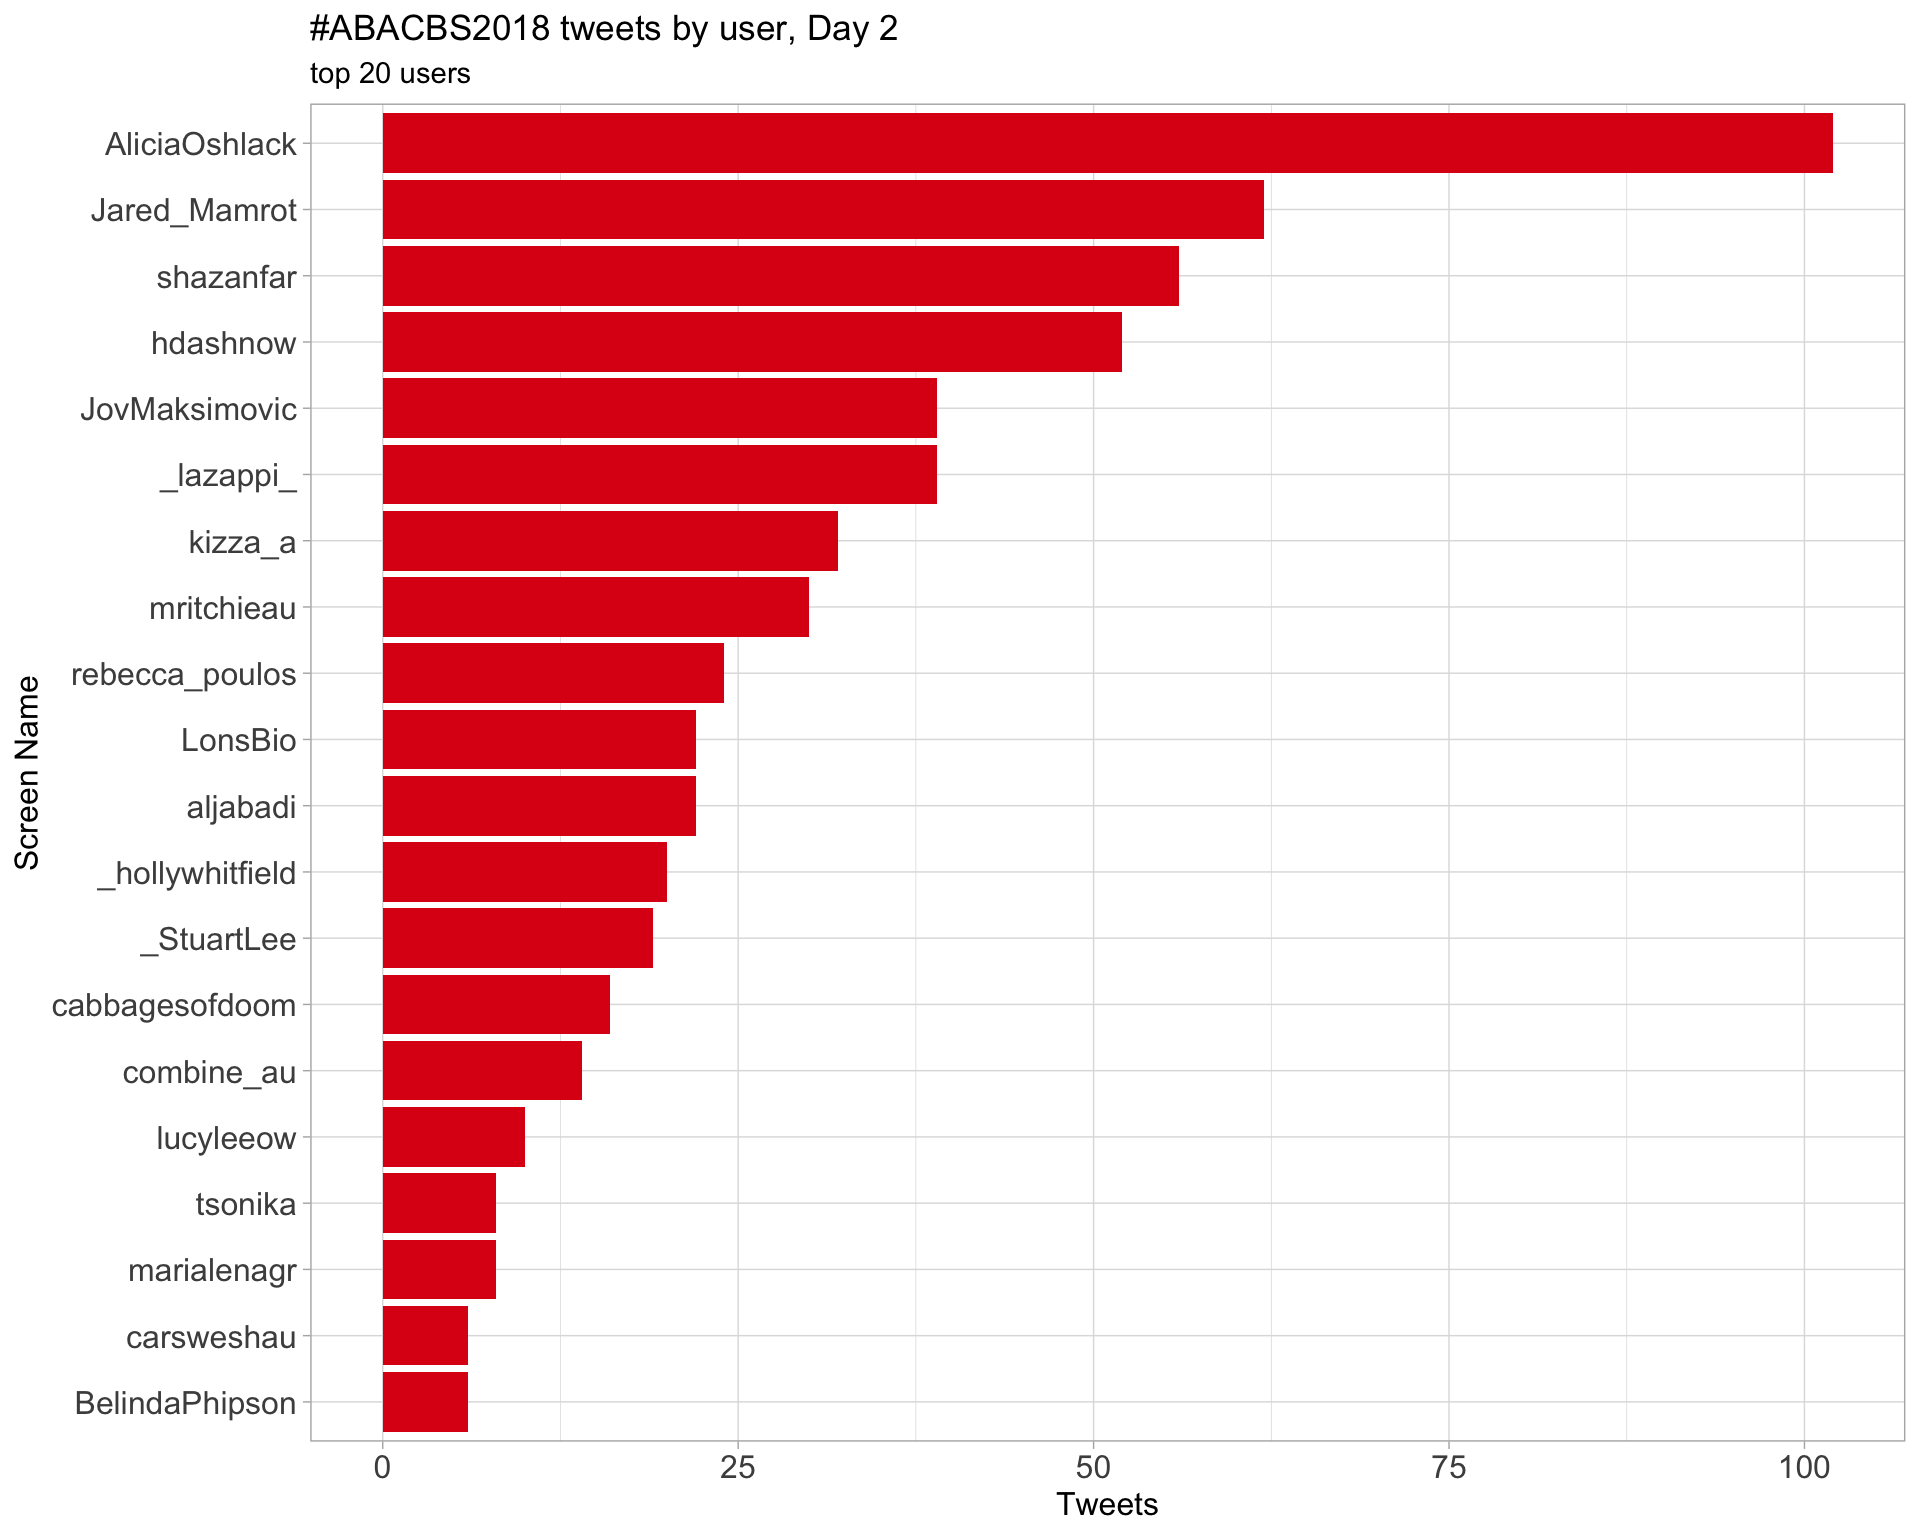 #ABACBS2018 tweets by user, Day 2
top 20 users
AliciaOshlack
Jared_Mamrot
shazanfar
hdashnow
JovMaksimovic
_lazappi_
kizza_a
mritchieau
rebecca_poulos
LonsBio
aljabadi
_hollywhitfield
_StuartLee
cabbagesofdoom
combine_au
lucyleeow
tsonika
marialenagr
carsweshau
BelindaPhipson
Screen Name
0 25 50 75 100
Tweets